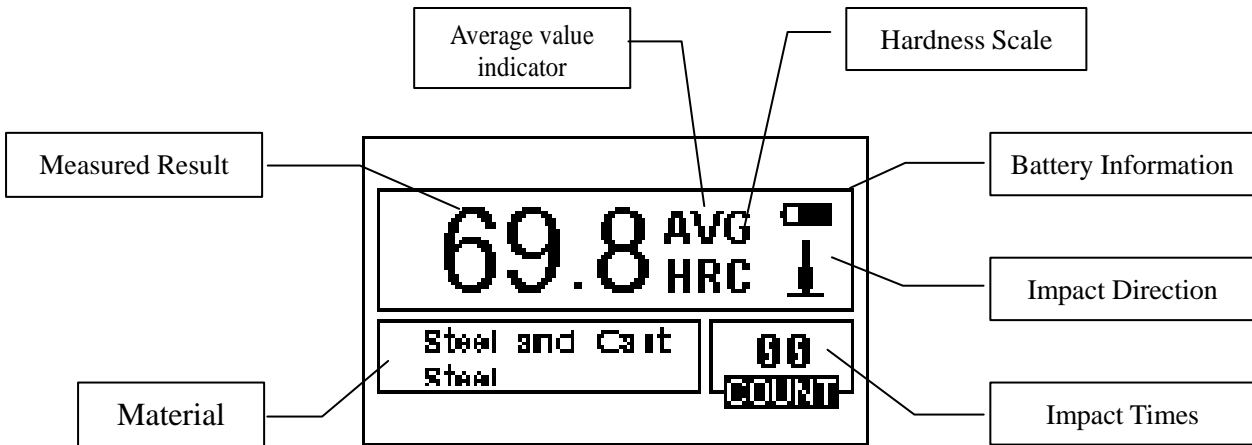 Average value
indicator
Hardness Scale
Measured Result
Battery Information
69.8
AVG
HRC
Impact Direction
Steel and Cast
Steel
00
COUNT
Material
Impact Times